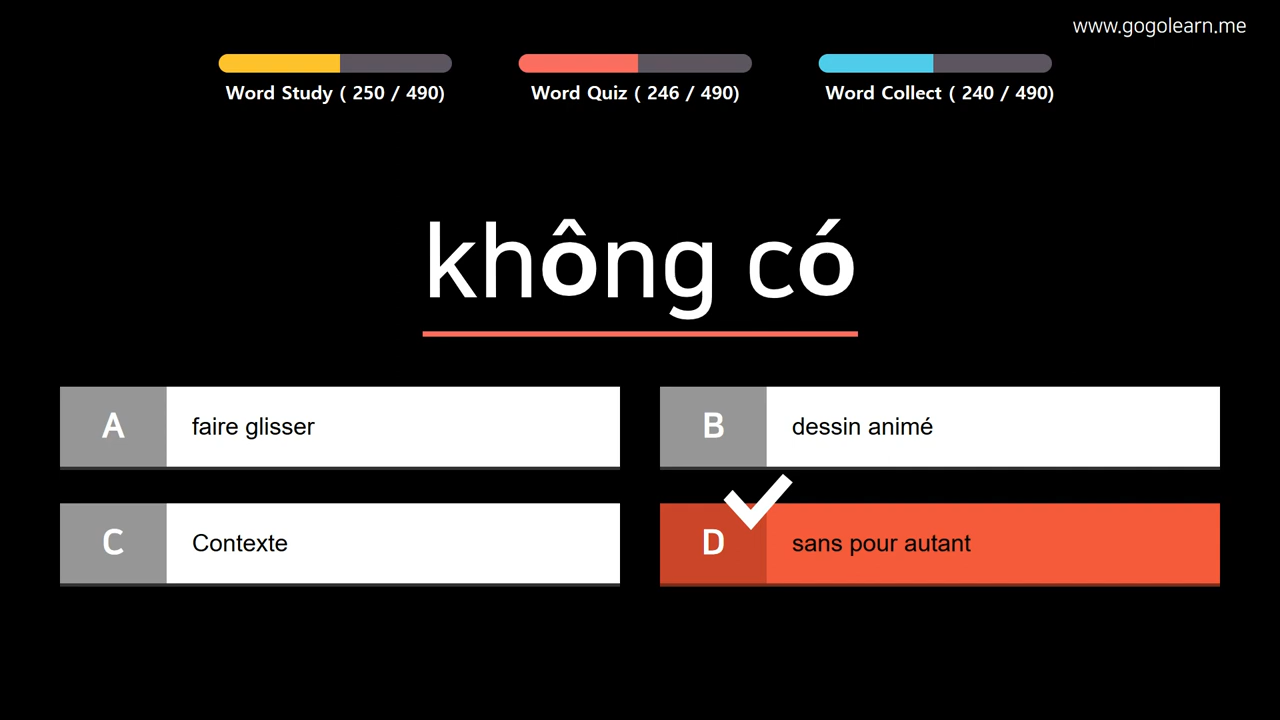 www.gogolearn.me
Word Study ( 250 / 490)
Word Quiz ( 246 / 490)
Word Collect ( 240 / 490)
không có
A faire glisser
B dessin animé
C Contexte
D sans pour autant